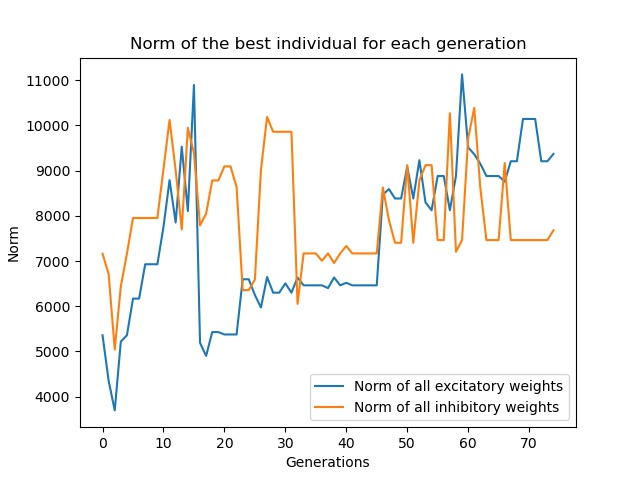 Norm of the best individual for each generation
11000
10000
9000
8000
7000
6000
5000
4000
Norm
0 10 20 30 40 50 60 70
Generations
Norm of all excitatory weights
Norm of all inhibitory weights